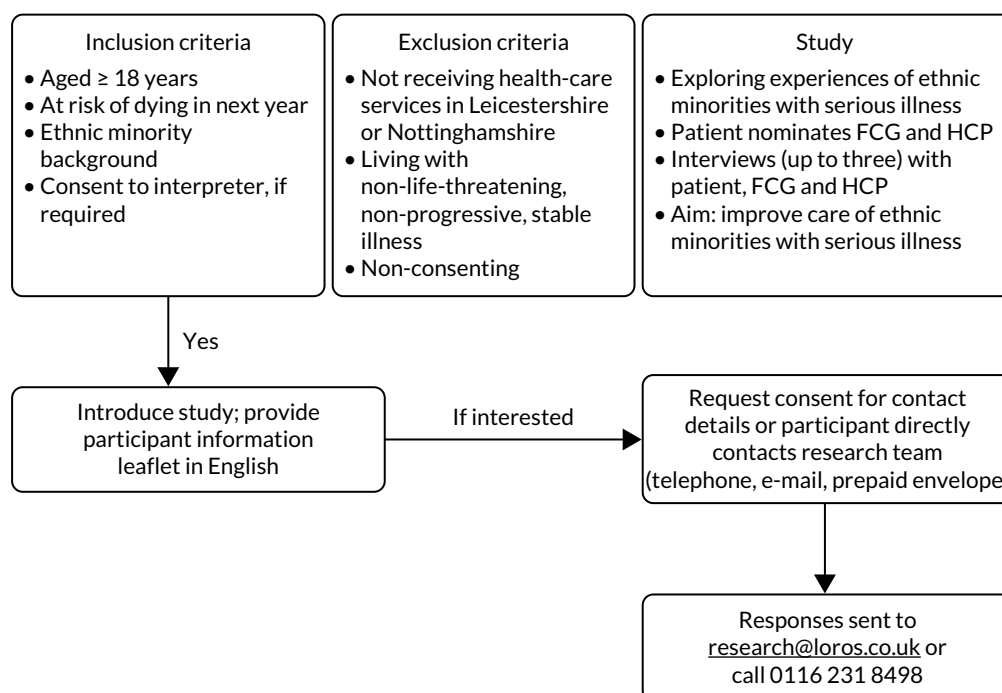 Inclusion criteria
• Aged ≥ 18 years
• At risk of dying in next year
• Ethnic minority
background
• Consent to interpreter, if
required
Exclusion criteria
• Not receiving health-care
services in Leicestershire
or Nottinghamshire
• Living with
non-life-threatening,
non-progressive, stable
illness
• Non-consenting
Study
• Exploring experiences of ethnic
minorities with serious illness
• Patient nominates FCG and HCP
• Interviews (up to three) with
patient, FCG and HCP
• Aim: improve care of ethnic
minorities with serious illness
Yes
Introduce study; provide
participant information
leaflet in English
If interested
Request consent for contact
details or participant directly
contacts research team
(telephone, e-mail, prepaid envelope
Responses sent to
research@loros.co.uk or
call 0116 231 8498